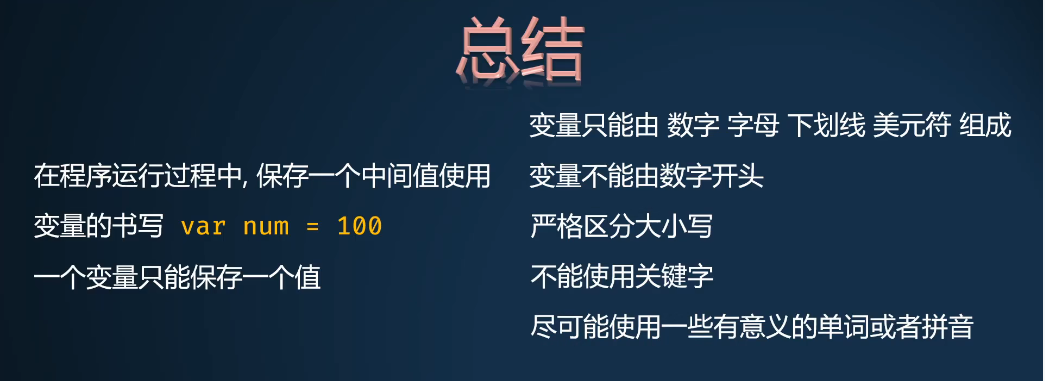 总结
在程序运行过程中, 保存一个中间值使用
变量的书写 var num = 100
一个变量只能保存一个值
变量只能由 数字 字母 下划线 美元符 组成
变量不能由数字开头
严格区分大小写
不能使用关键字
尽可能使用一些有意义的单词或者拼音